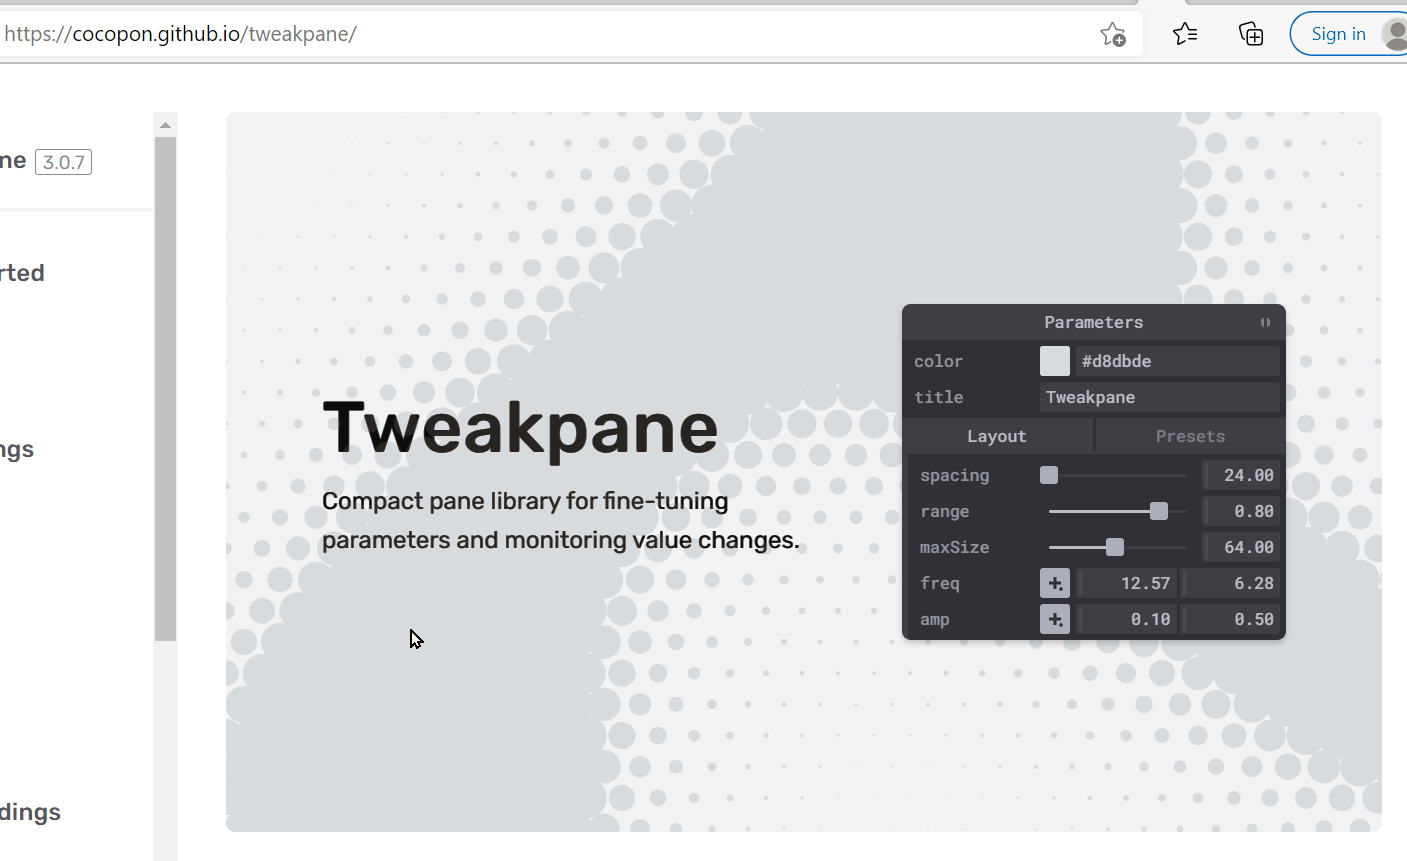 https://cocopon.github.io/tweakpane/
Sign in
ne 3.0.7
rted
ngs
dings
Tweakpane
Compact pane library for fine-tuning
parameters and monitoring value changes.
Parameters
color #d8dbde
title Tweakpane
Layout Presets
spacing 24.00
range 0.80
maxSize 64.00
freq 12.57 6.28
amp 0.10 0.50